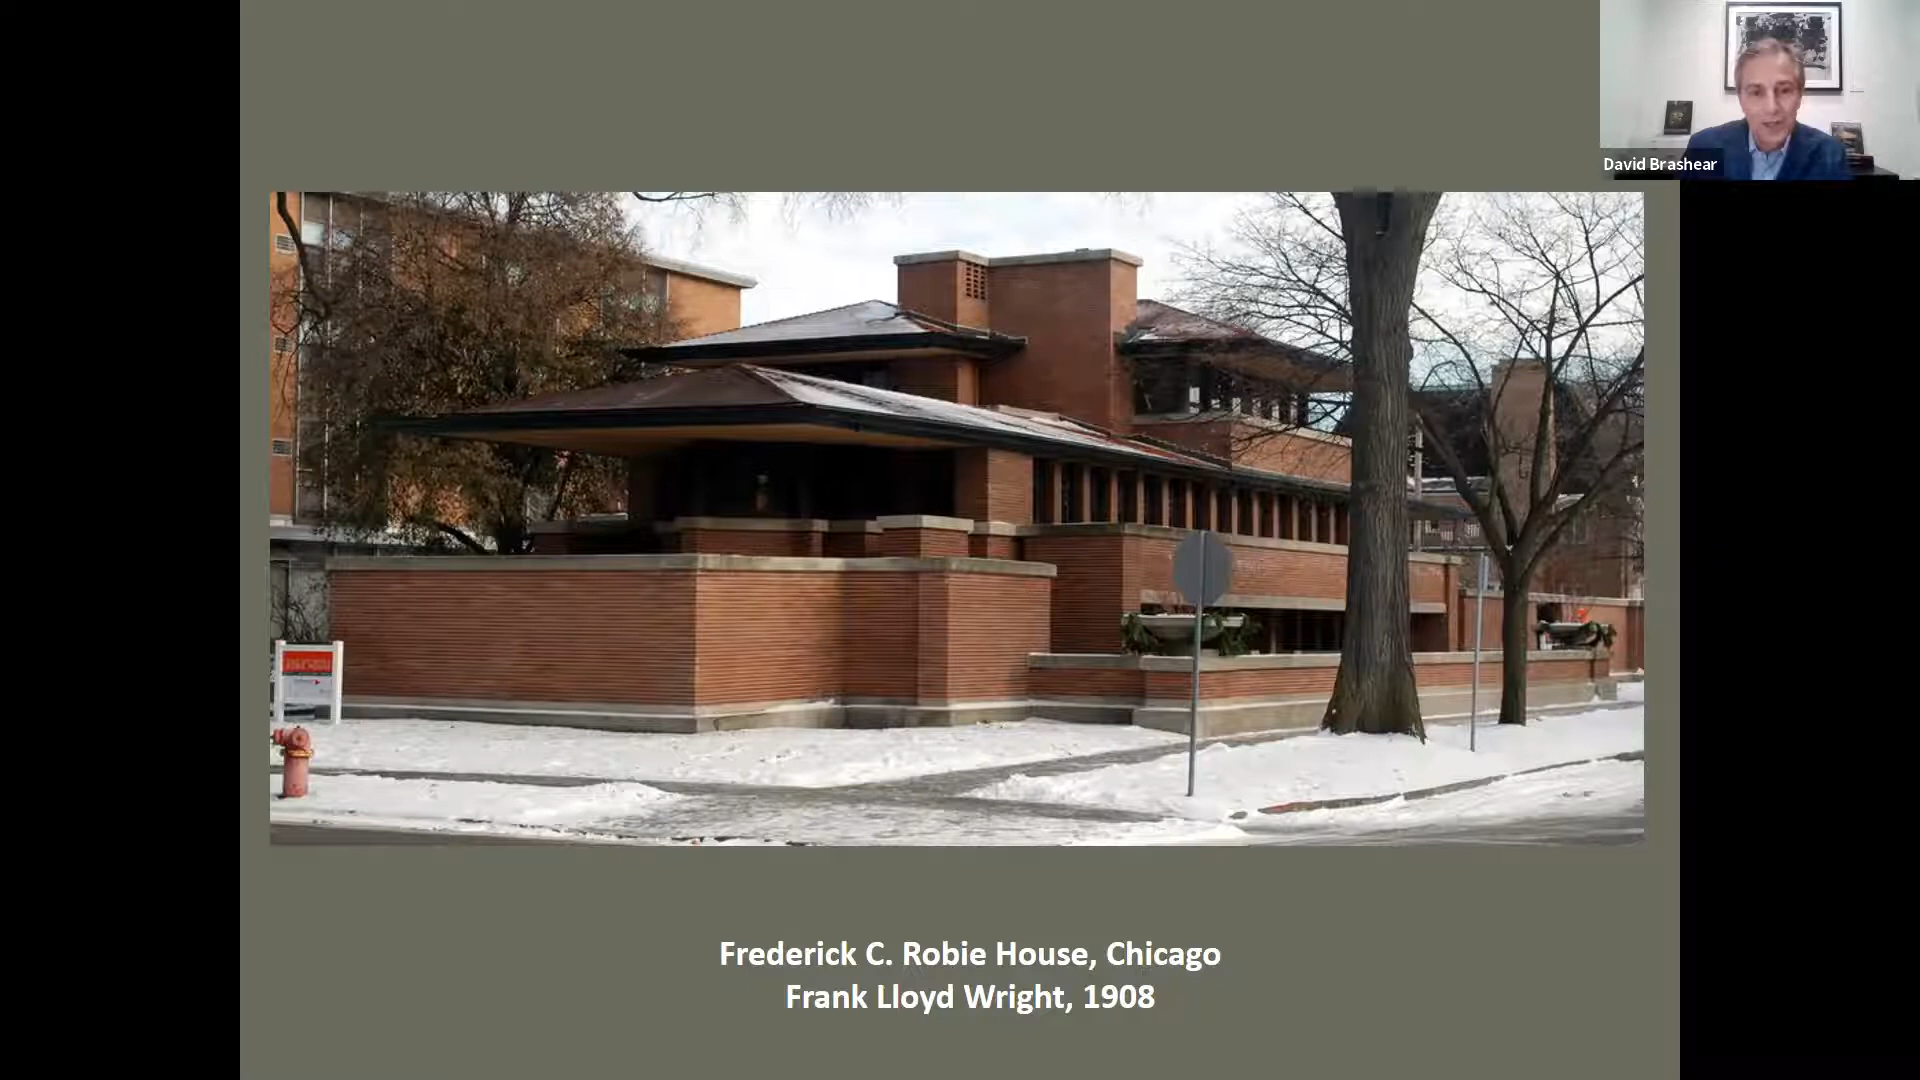 David Brashear
Frederick C. Robie House, Chicago
Frank Lloyd Wright, 1908